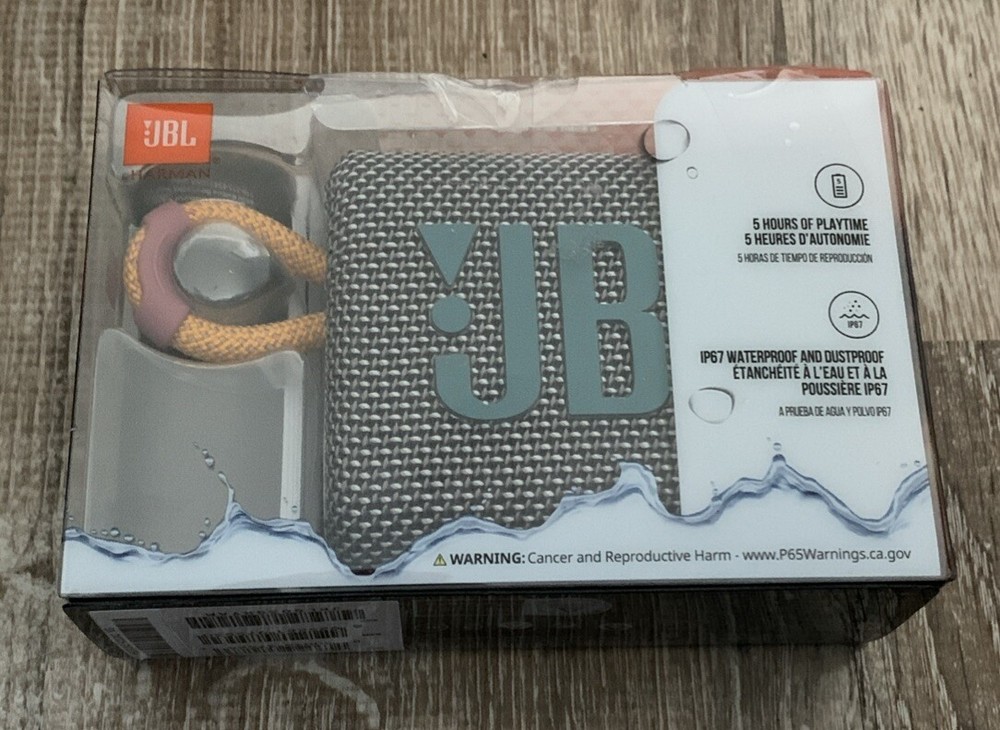 JBL
HARMAN
JB
5 HOURS OF PLAYTIME
5 HEURES D'AUTONOMIE
5 HORAS DE TIEMPO DE REPRODUCCIÓN
IP67
IP67 WATERPROOF AND DUSTPROOF
ÉTANCHÉITÉ À L'EAU ET À LA
POUSSIÈRE IP67
A PRUEBA DE AGUA Y POLVO IP67
WARNING: Cancer and Reproductive Harm - www.P65Warnings.ca.gov